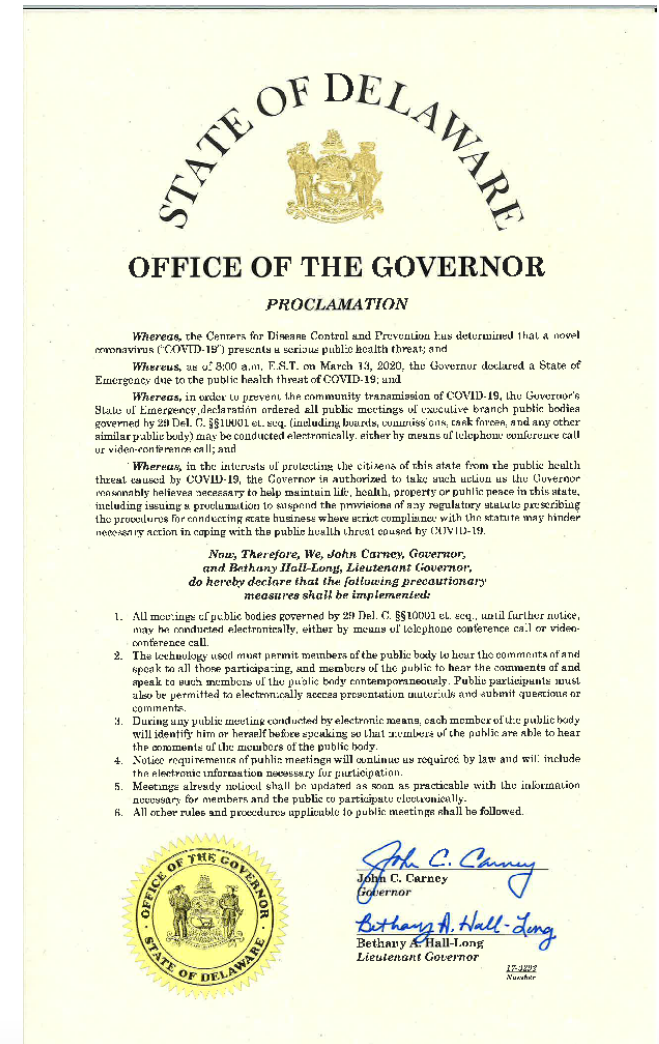 STATE OF DELAWARE
OFFICE OF THE GOVERNOR
PROCLAMATION
Whereas, the Centers for Disease Control and Prevention has determined that a novel
coronavirus ("COVID-19") presents a serious public health threat; and
Whereas, as of 8:00 a.m. E.S.T. on March 13, 2020, the Governor declared a State of
Emergency due to the public health threat of COVID-19; and
Whereas, in order to prevent the community transmission of COVID-19, the Governor's
State of Emergency declaration ordered all public meetings of executive branch public bodies
governed by 29 Del. C. §§10001 et. seq. (including boards, commissions, task forces, and any other
similar public body) may be conducted electronically, either by means of telephone conference call
or video-conference call; and
Whereas, in the interests of protecting the citizens of this state from the public health
threat caused by COVID-19, the Governor is authorized to take such action as the Governor
reasonably believes necessary to help maintain life, health, property or public peace in this state,
including issuing a proclamation to suspend the provisions of any regulatory statute prescribing
the procedures for conducting state business where strict compliance with the statute may hinder
necessary action in coping with the public health threat caused by COVID-19.
Now, Therefore, We, John Carney, Governor,
and Bethany Hall-Long, Lieutenant Governor,
do hereby declare that the following precautionary
measures shall be implemented:
1. All meetings of public bodies governed by 29 Del. C. §§10001 et. seq., until further notice,
may be conducted electronically, either by means of telephone conference call or video-
conference call.
2. The technology used must permit members of the public body to hear the comments of and
speak to all those participating, and members of the public to hear the comments of and
speak to such members of the public body contemporaneously. Public participants must
also be permitted to electronically access presentation materials and submit questions or
comments.
3. During any public meeting conducted by electronic means, each member of the public body
will identify him or herself before speaking so that members of the public are able to hear
the comments of the members of the public body.
4. Notice requirements of public meetings will continue as required by law and will include
the electronic information necessary for participation.
5. Meetings already noticed shall be updated as soon as practicable with the information
necessary for members and the public to participate electronically.
6. All other rules and procedures applicable to public meetings shall be followed.
OFFICE OF THE GOVERNOR
STATE OF DELAWARE
John C. Carney
John C. Carney
Governor
Bethany A. Hall-Long
Bethany A. Hall-Long
Lieutenant Governor
Number